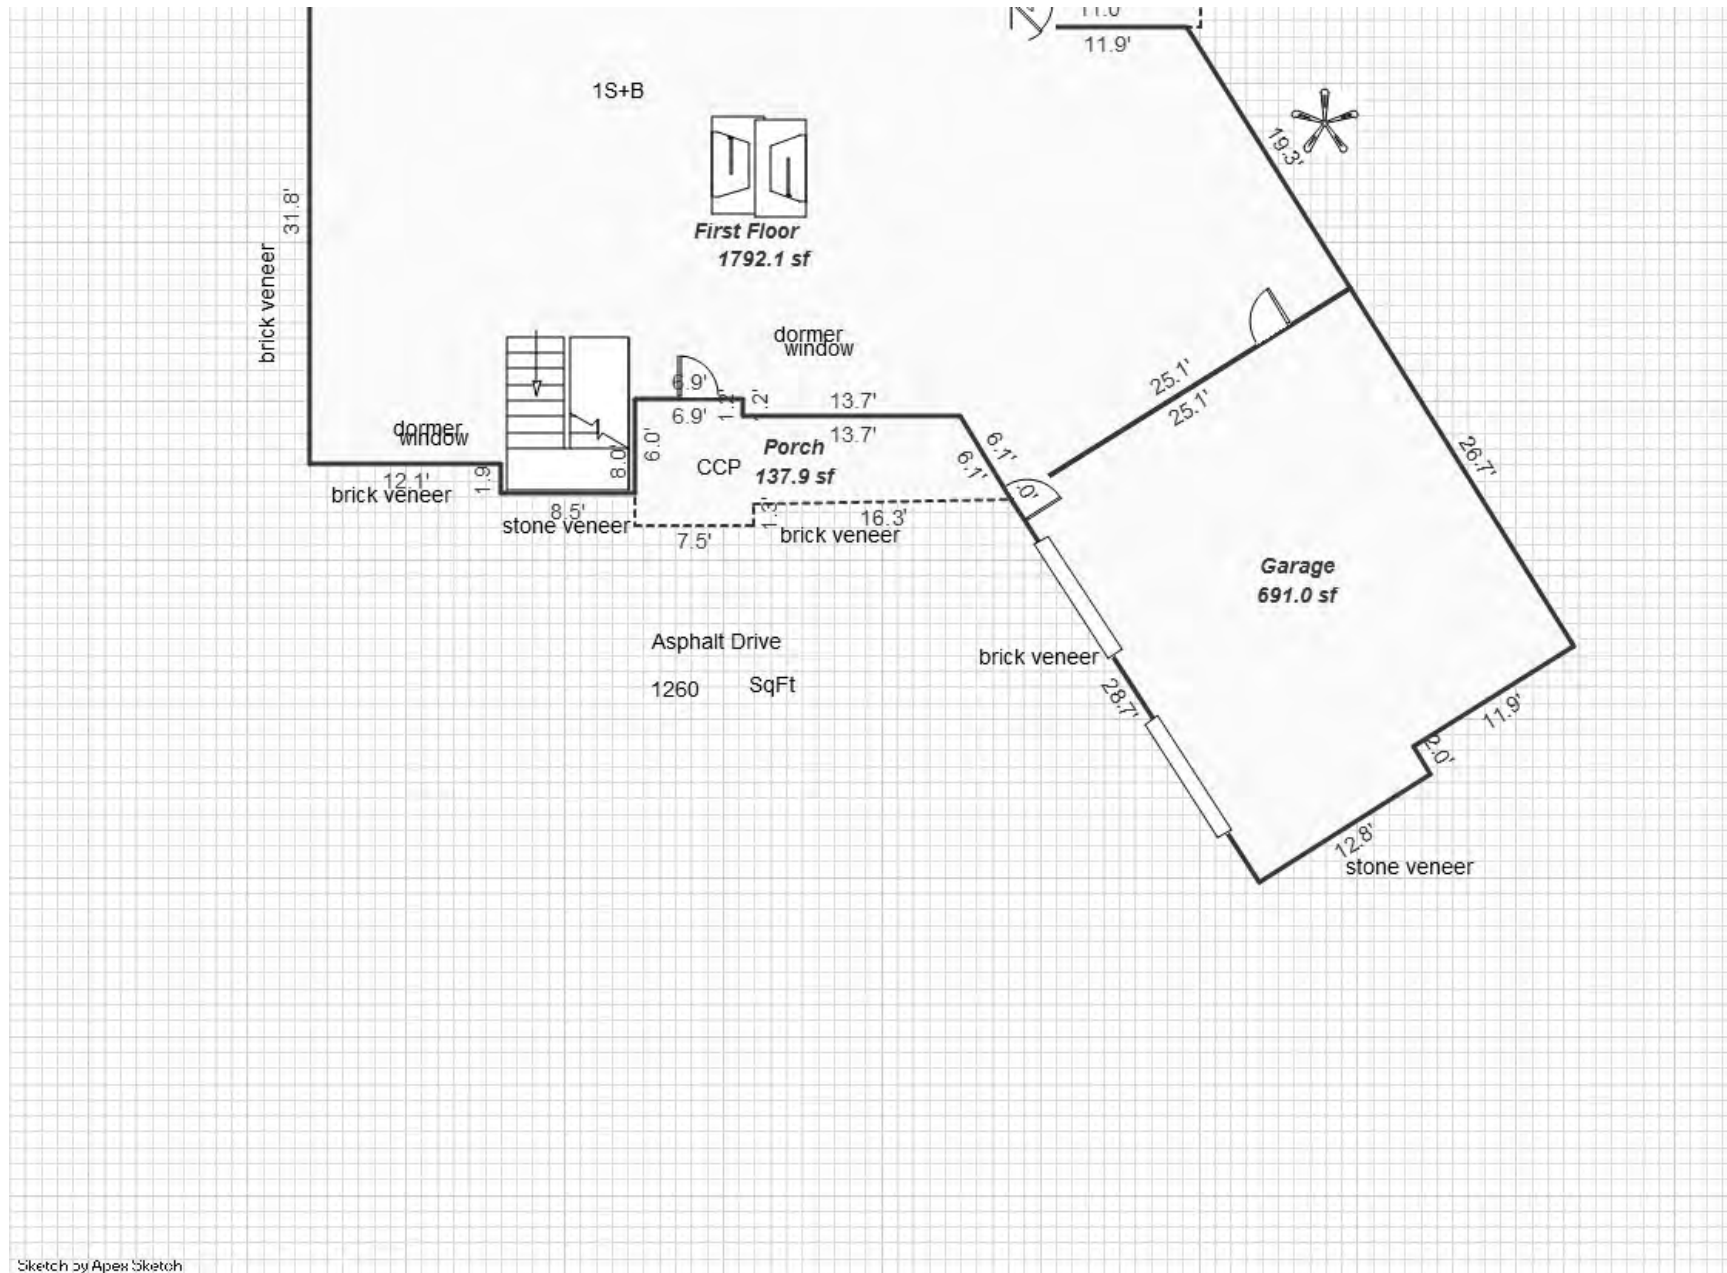 11.0'
11.9'
1S+B
19.3'
31.8'
First Floor
1792.1 sf
brick veneer
dormer
window
25.1'
25.1'
6.9'
6.9'
1.2'
13.7'
13.7'
dormer
window
6.0'
8.0'
Porch
137.9 sf
CCP
6.1'
6.1'
26.7'
12.1'
1.9
brick veneer
8.5'
stone veneer
7.5'
1.3'
16.3'
brick veneer
Garage
691.0 sf
Asphalt Drive
1260 SqFt
brick veneer
28.7'
11.9'
2.0'
12.8'
stone veneer
Sketch by Apex Sketch